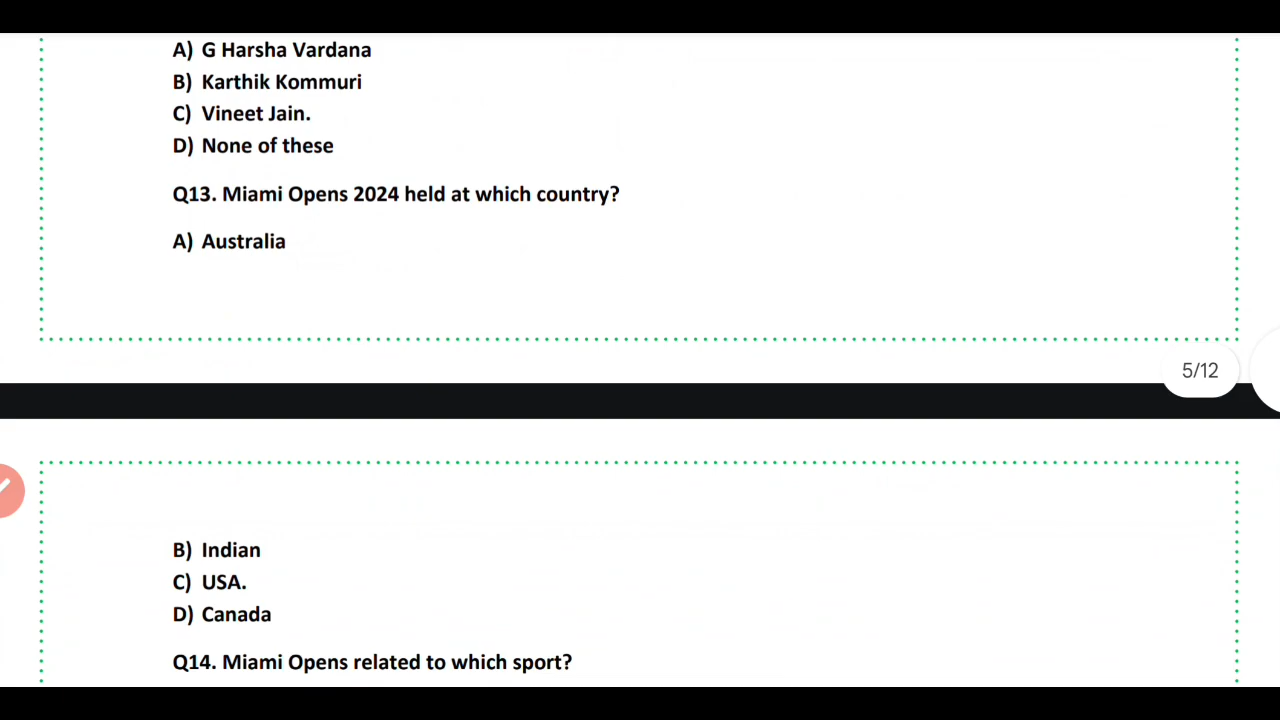 A) G Harsha Vardana
B) Karthik Kommuri
C) Vineet Jain.
D) None of these
Q13. Miami Opens 2024 held at which country?
A) Australia
5/12
B) Indian
C) USA.
D) Canada
Q14. Miami Opens related to which sport?